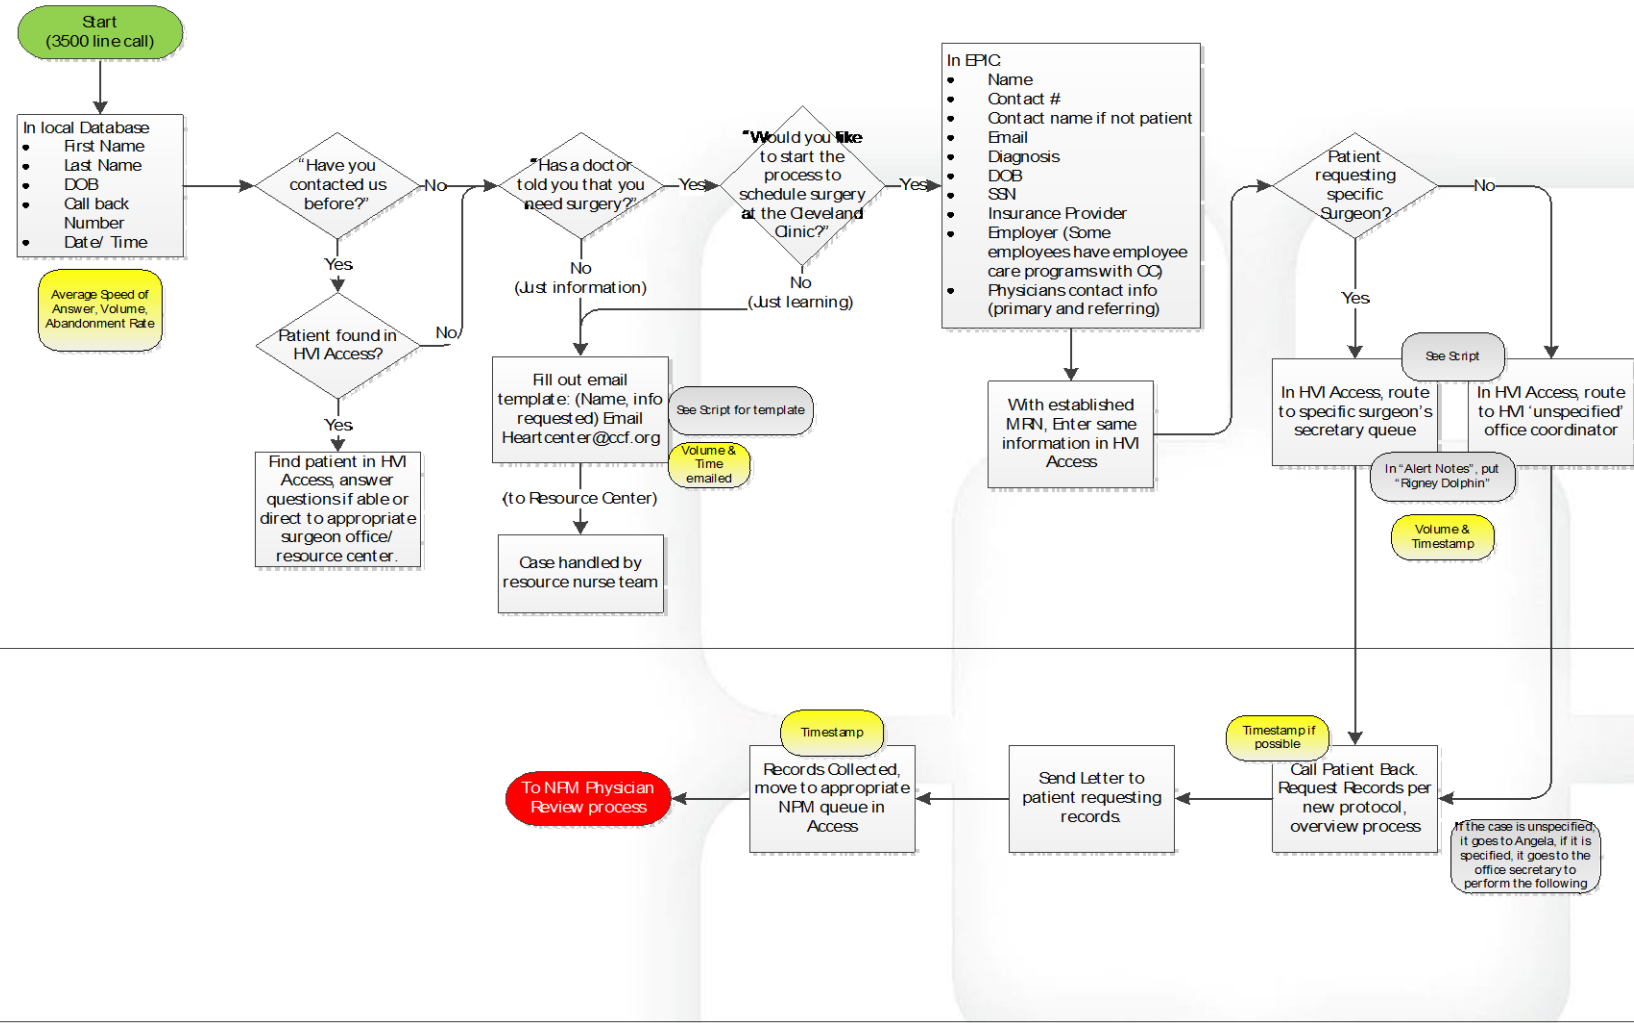 Start
(3500 line call)
In local Database
• First Name
• Last Name
• DOB
• Call back
Number
• Date/ Time
Average Speed of
Answer, Volume,
Abandonment Rate
“Have you
contacted us
before?”
No
Yes
Patient found in
HVI Access?
No
Yes
Find patient in HVI
Access, answer
questions if able or
direct to appropriate
surgeon office/
resource center.
“Has a doctor
told you that you
need surgery?”
Yes
No
(Just information)
“Would you like
to start the
process to
schedule surgery
at the Cleveland
Clinic?”
Yes
No
(Just learning)
Fill out email
template: (Name, info
requested) Email
Heartcenter@ccf.org
See Script for template
Volume &
Time
emailed
(to Resource Center)
Case handled by
resource nurse team
In EPIC:
• Name
• Contact #
• Contact name if not patient
• Email
• Diagnosis
• DOB
• SSN
• Insurance Provider
• Employer (Some
employees have employee
care programs with CC)
• Physicians contact info
(primary and referring)
With established
MRN, Enter same
information in HVI
Access
Patient
requesting
specific
Surgeon?
No
Yes
See Script
In HVI Access, route
to specific surgeon’s
secretary queue
In HVI Access, route
to HVI ‘unspecified’
office coordinator
In “Alert Notes”, put
“Rigney Dolphin”
Volume &
Timestamp
Timestamp if
possible
Call Patient Back.
Request Records per
new protocol,
overview process
If the case is unspecified,
it goes to Angela, if it is
specified, it goes to the
office secretary to
perform the following
Send Letter to
patient requesting
records.
Timestamp
Records Collected,
move to appropriate
NPM queue in
Access
To NPM Physician
Review process